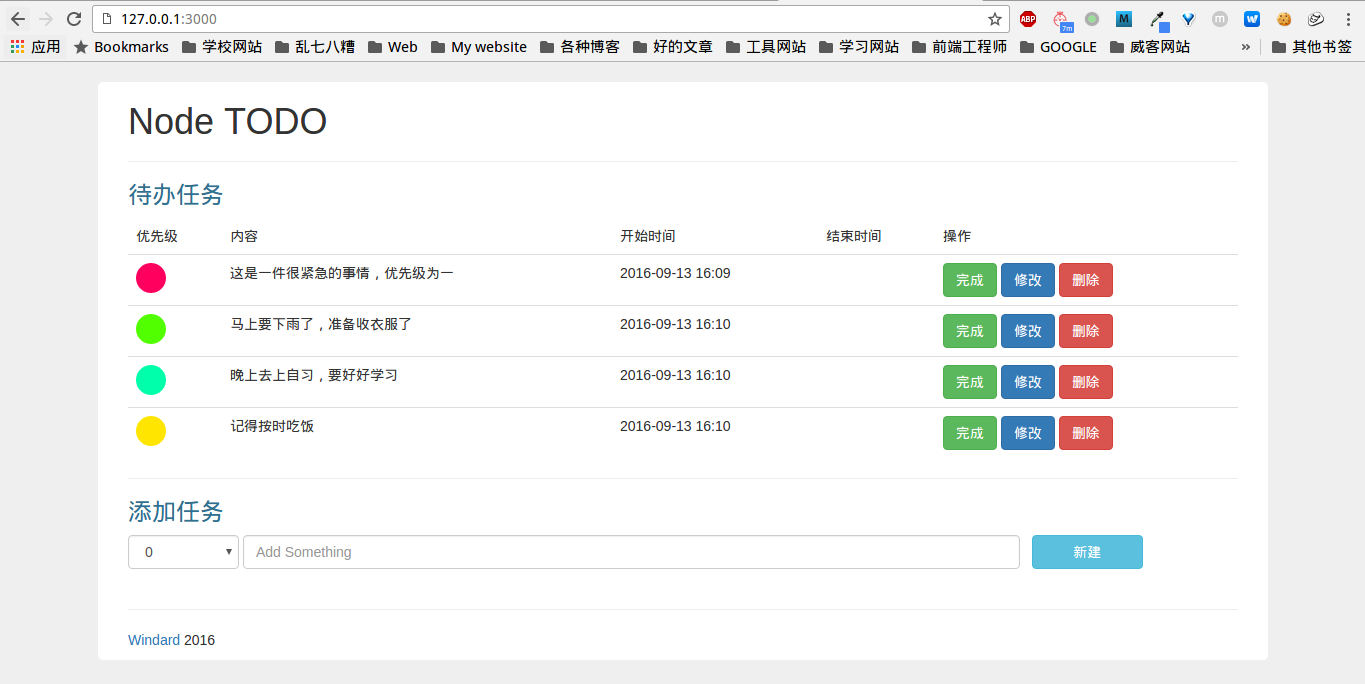 127.0.0.1:3000
ABP 7m M m W
应用 Bookmarks 学校网站 乱七八糟 Web My website 各种博客 好的文章 工具网站 学习网站 前端工程师 GOOGLE 威客网站 » 其他书签
Node TODO
待办任务
优先级 内容 开始时间 结束时间 操作
这是一件很紧急的事情，优先级为一 2016-09-13 16:09 完成 修改 删除
马上要下雨了，准备收衣服了 2016-09-13 16:10 完成 修改 删除
晚上去上自习，要好好学习 2016-09-13 16:10 完成 修改 删除
记得按时吃饭 2016-09-13 16:10 完成 修改 删除
添加任务
0 Add Something 新建
Windard 2016